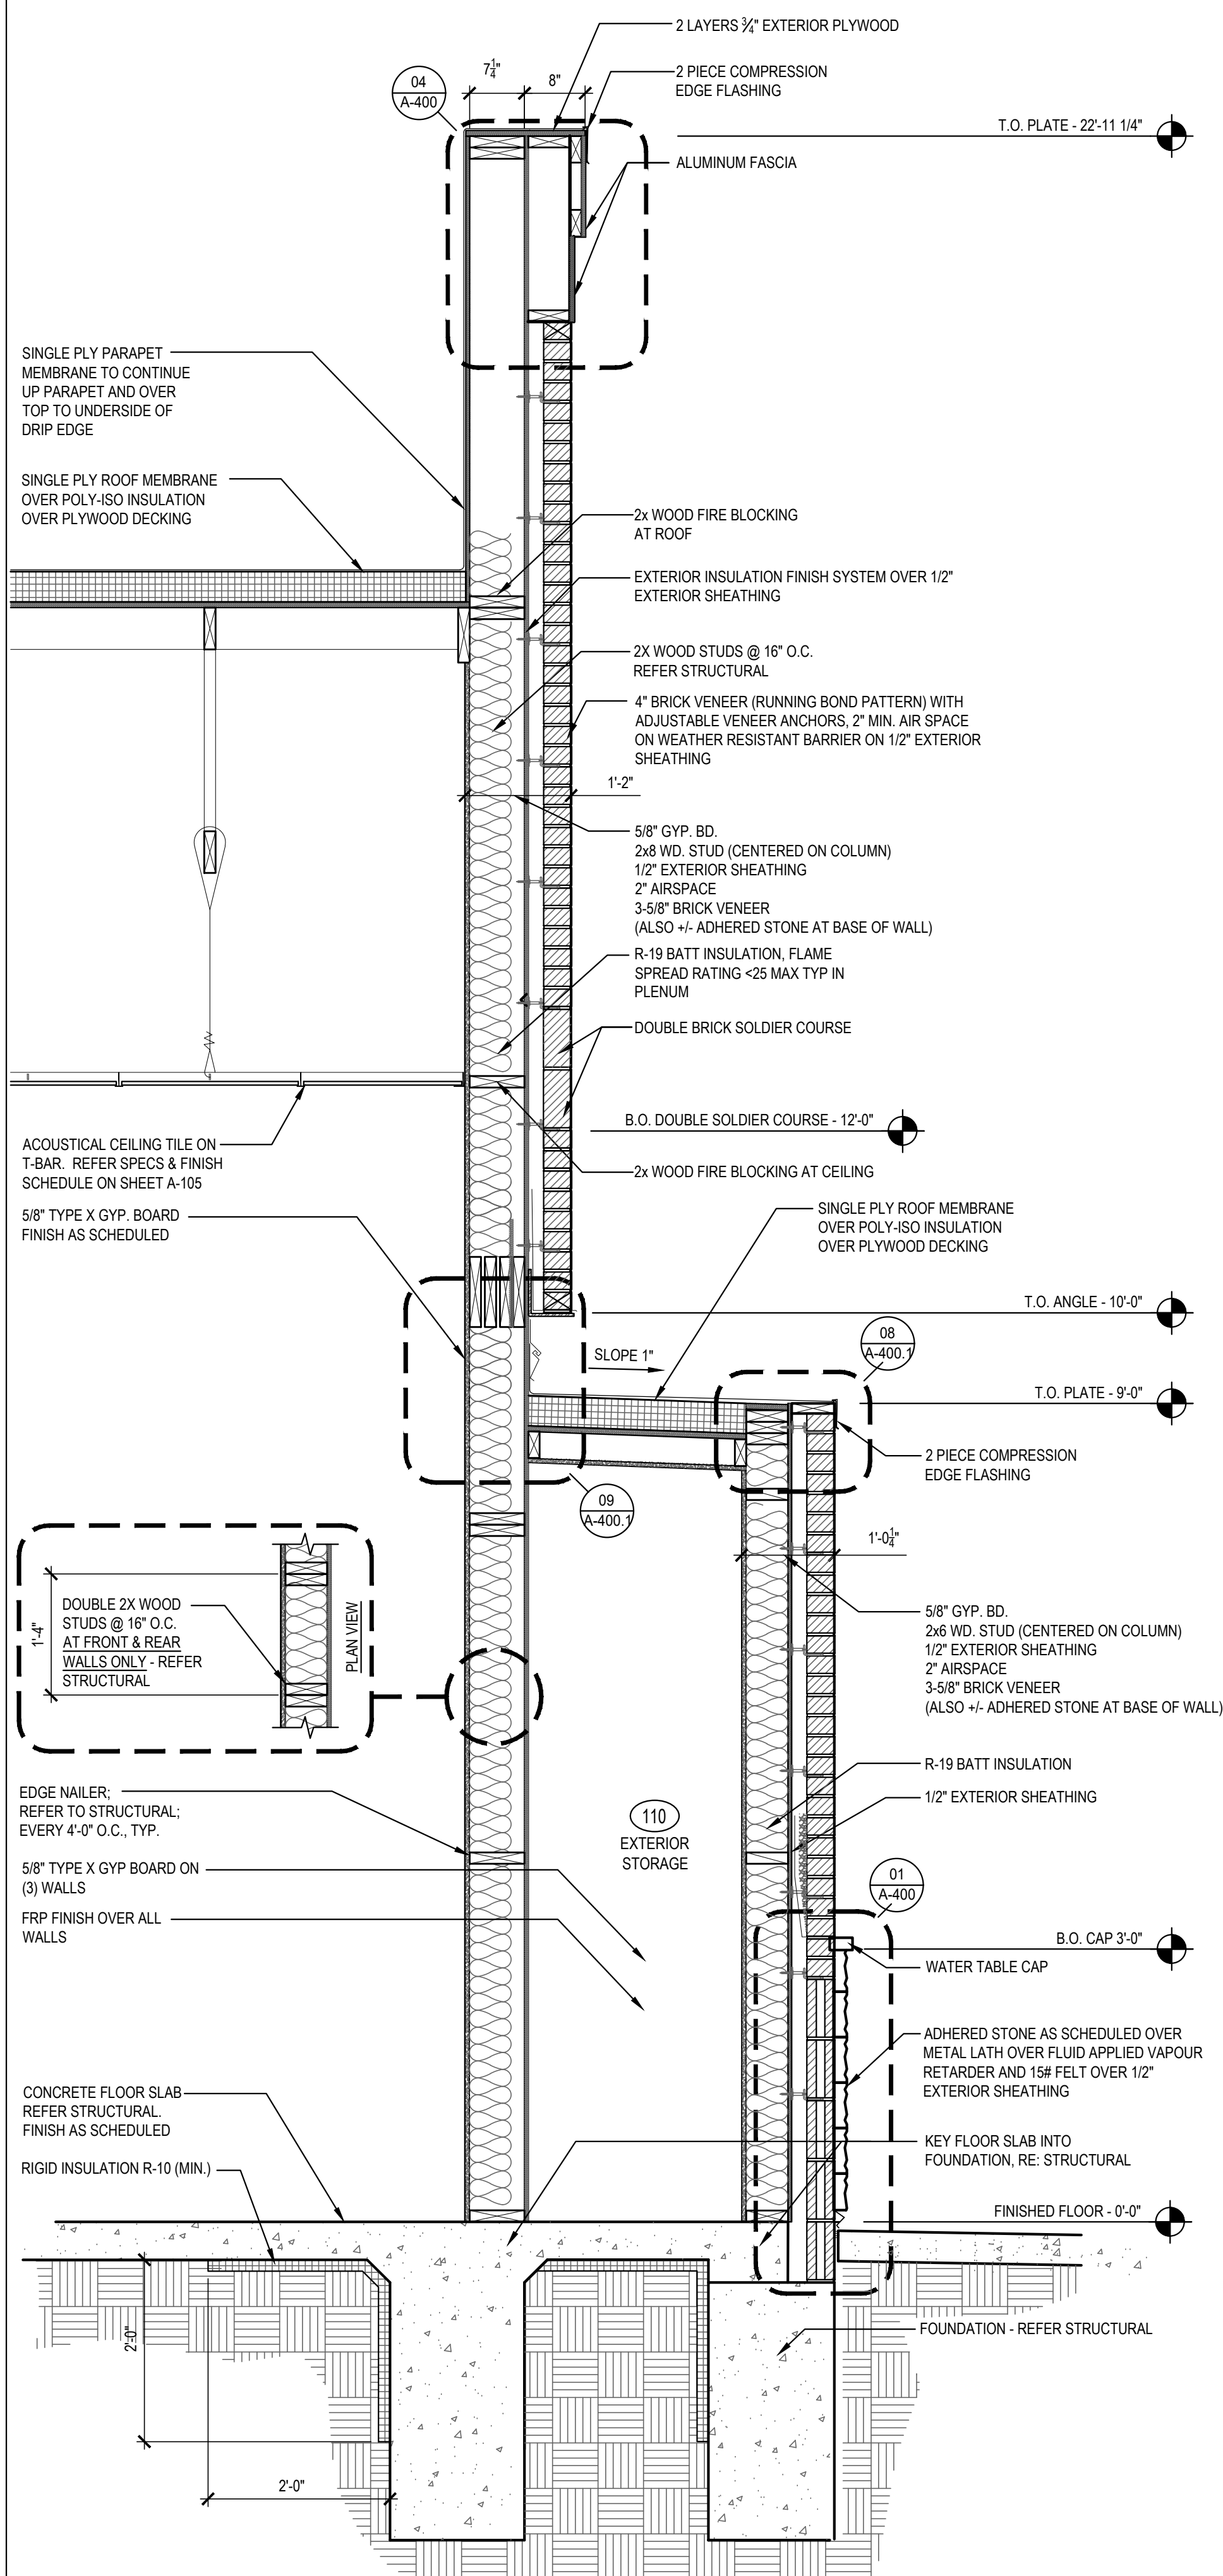 2 LAYERS 3/4" EXTERIOR PLYWOOD
7 1/4"
8"
04
A-400
2 PIECE COMPRESSION
EDGE FLASHING
T.O. PLATE - 22'-11 1/4"
ALUMINUM FASCIA
SINGLE PLY PARAPET
MEMBRANE TO CONTINUE
UP PARAPET AND OVER
TOP TO UNDERSIDE OF
DRIP EDGE
SINGLE PLY ROOF MEMBRANE
OVER POLY-ISO INSULATION
OVER PLYWOOD DECKING
2x WOOD FIRE BLOCKING
AT ROOF
EXTERIOR INSULATION FINISH SYSTEM OVER 1/2"
EXTERIOR SHEATHING
2X WOOD STUDS @ 16" O.C.
REFER STRUCTURAL
4" BRICK VENEER (RUNNING BOND PATTERN) WITH
ADJUSTABLE VENEER ANCHORS, 2" MIN. AIR SPACE
ON WEATHER RESISTANT BARRIER ON 1/2" EXTERIOR
SHEATHING
1'-2"
5/8" GYP. BD.
2x8 WD. STUD (CENTERED ON COLUMN)
1/2" EXTERIOR SHEATHING
2" AIRSPACE
3-5/8" BRICK VENEER
(ALSO +/- ADHERED STONE AT BASE OF WALL)
R-19 BATT INSULATION, FLAME
SPREAD RATING <25 MAX TYP IN
PLENUM
DOUBLE BRICK SOLDIER COURSE
B.O. DOUBLE SOLDIER COURSE - 12'-0"
ACOUSTICAL CEILING TILE ON
T-BAR. REFER SPECS & FINISH
SCHEDULE ON SHEET A-105
2x WOOD FIRE BLOCKING AT CEILING
5/8" TYPE X GYP. BOARD
FINISH AS SCHEDULED
SINGLE PLY ROOF MEMBRANE
OVER POLY-ISO INSULATION
OVER PLYWOOD DECKING
T.O. ANGLE - 10'-0"
08
A-400.1
SLOPE 1"
T.O. PLATE - 9'-0"
2 PIECE COMPRESSION
EDGE FLASHING
09
A-400.1
1'-0 1/4"
1'-4"
DOUBLE 2X WOOD
STUDS @ 16" O.C.
AT FRONT & REAR
WALLS ONLY - REFER
STRUCTURAL
PLAN VIEW
5/8" GYP. BD.
2x6 WD. STUD (CENTERED ON COLUMN)
1/2" EXTERIOR SHEATHING
2" AIRSPACE
3-5/8" BRICK VENEER
(ALSO +/- ADHERED STONE AT BASE OF WALL)
R-19 BATT INSULATION
1/2" EXTERIOR SHEATHING
EDGE NAILER;
REFER TO STRUCTURAL;
EVERY 4'-0" O.C., TYP.
110
EXTERIOR
STORAGE
5/8" TYPE X GYP BOARD ON
(3) WALLS
FRP FINISH OVER ALL
WALLS
01
A-400
B.O. CAP 3'-0"
WATER TABLE CAP
ADHERED STONE AS SCHEDULED OVER
METAL LATH OVER FLUID APPLIED VAPOUR
RETARDER AND 15# FELT OVER 1/2"
EXTERIOR SHEATHING
CONCRETE FLOOR SLAB
REFER STRUCTURAL.
FINISH AS SCHEDULED
KEY FLOOR SLAB INTO
FOUNDATION, RE: STRUCTURAL
RIGID INSULATION R-10 (MIN.)
FINISHED FLOOR - 0'-0"
2'-0"
FOUNDATION - REFER STRUCTURAL
2'-0"